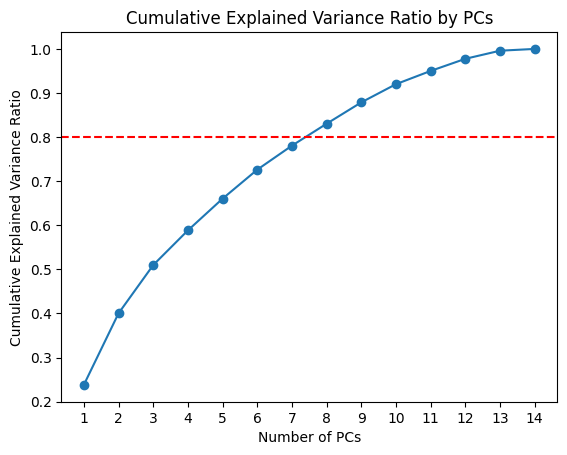 Cumulative Explained Variance Ratio by PCs
Cumulative Explained Variance Ratio
1.0
0.9
0.8
0.7
0.6
0.5
0.4
0.3
0.2
1 2 3 4 5 6 7 8 9 10 11 12 13 14
Number of PCs